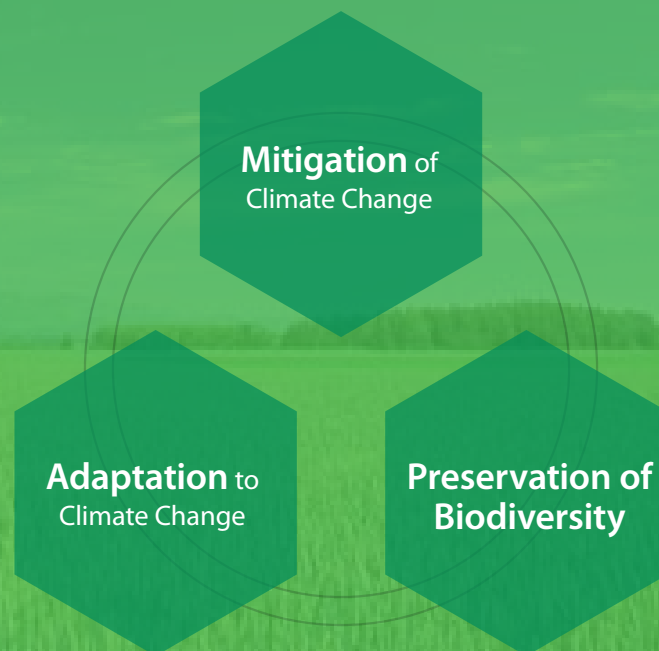 Mitigation of
Climate Change
Adaptation to
Climate Change
Preservation of
Biodiversity